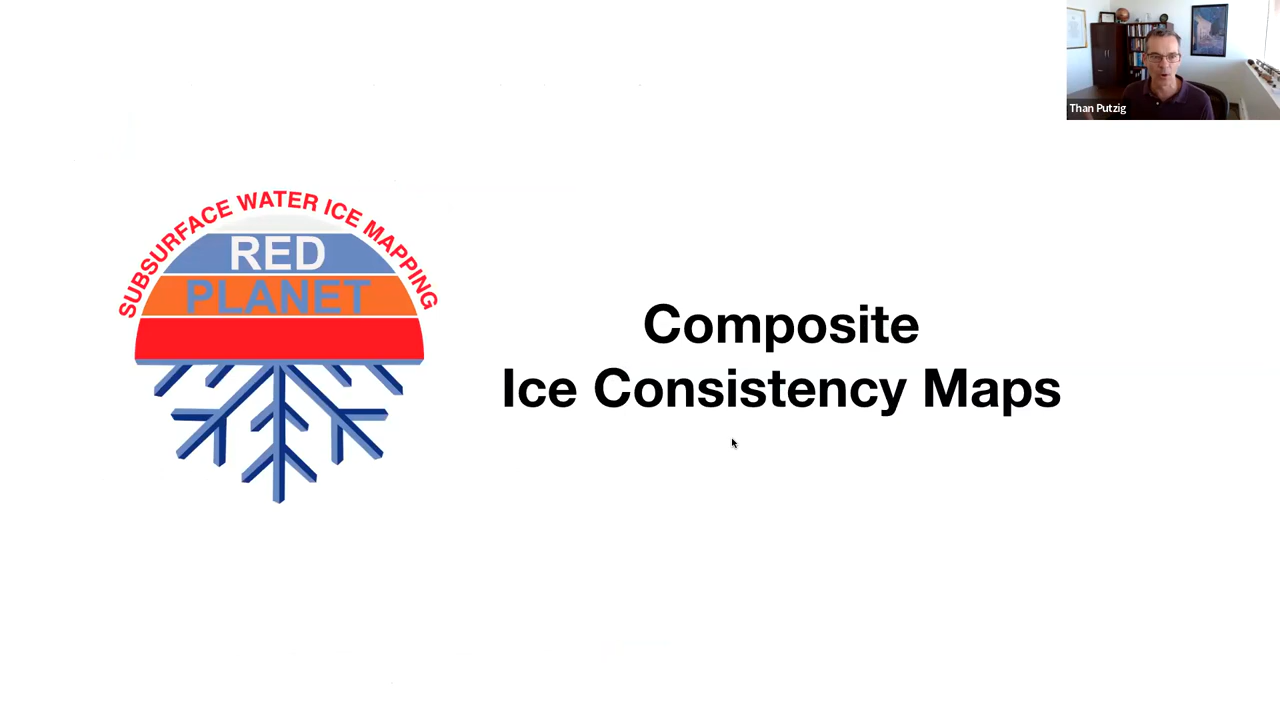 SUBSURFACE WATER ICE MAPPING
RED
PLANET
Composite
Ice Consistency Maps
Than Putzig